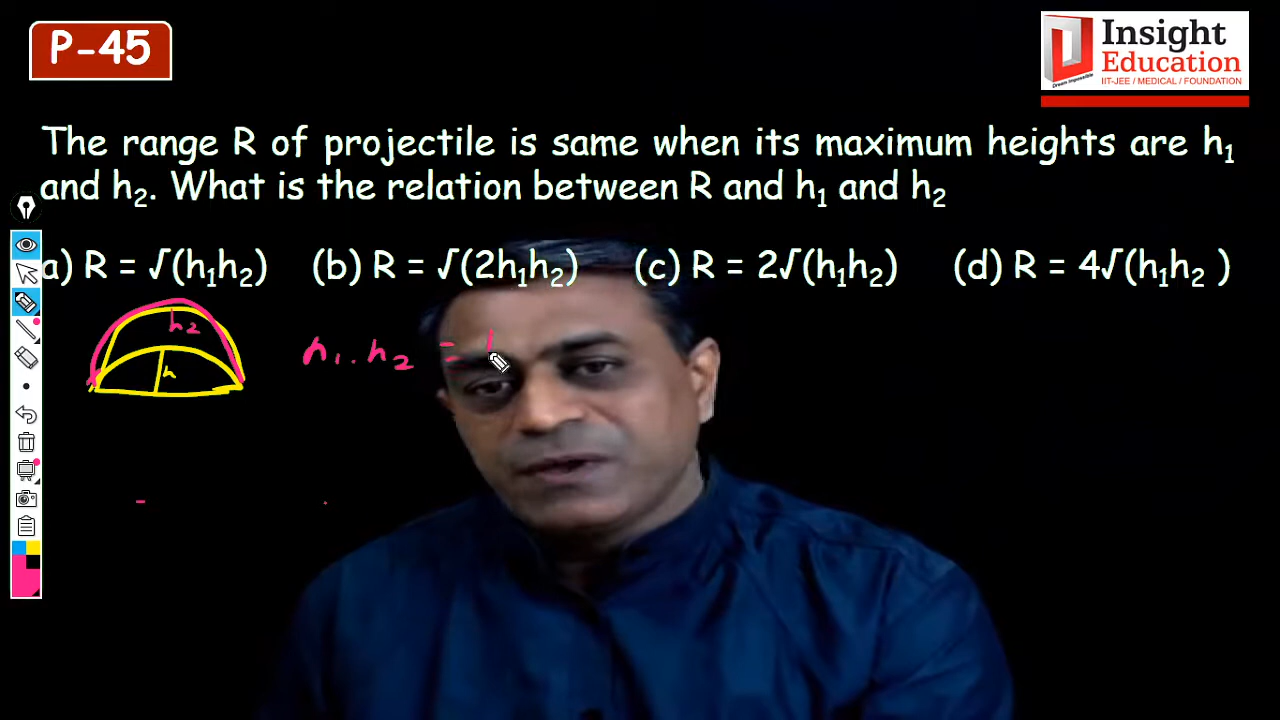 P-45
Insight
Education
IIT-JEE / MEDICAL / FOUNDATION
Dream Impossible
The range R of projectile is same when its maximum heights are h₁
and h₂. What is the relation between R and h₁ and h₂
a) R = √(h₁h₂) (b) R = √(2h₁h₂) (c) R = 2√(h₁h₂) (d) R = 4√(h₁h₂ )
h₂
h₁ . h₂ =
h